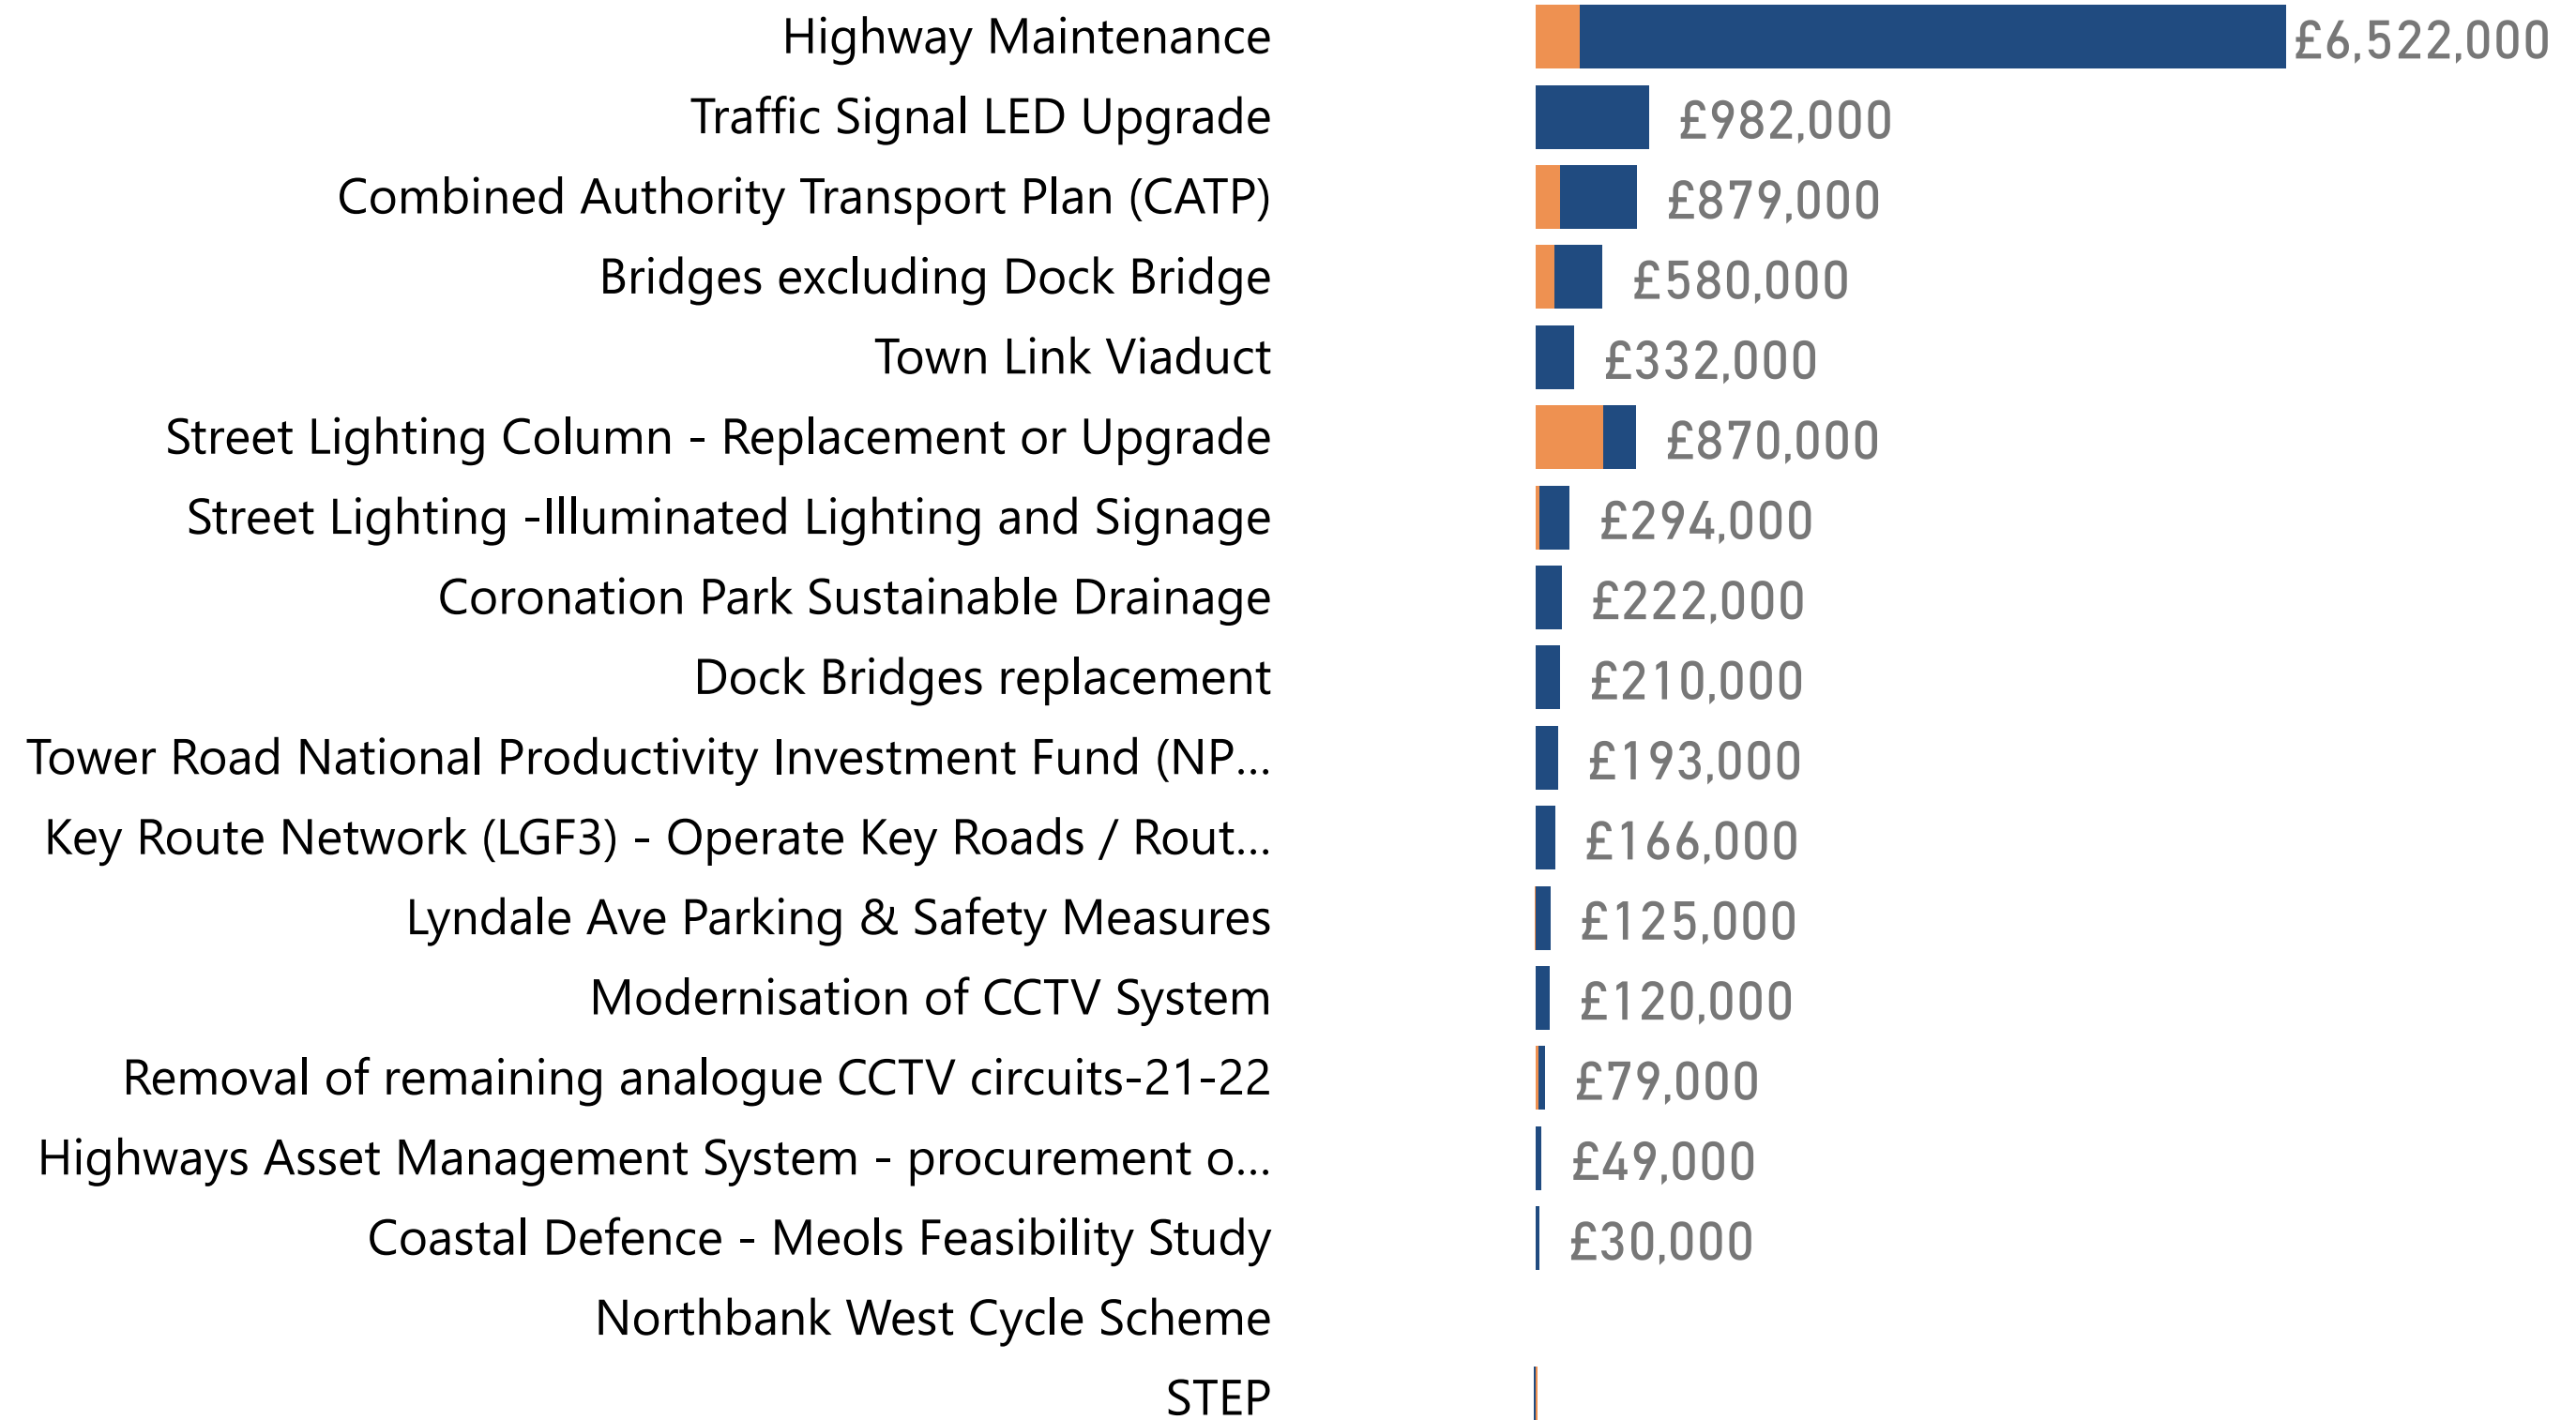 Highway Maintenance £6,522,000
Traffic Signal LED Upgrade £982,000
Combined Authority Transport Plan (CATP) £879,000
Bridges excluding Dock Bridge £580,000
Town Link Viaduct £332,000
Street Lighting Column - Replacement or Upgrade £870,000
Street Lighting -Illuminated Lighting and Signage £294,000
Coronation Park Sustainable Drainage £222,000
Dock Bridges replacement £210,000
Tower Road National Productivity Investment Fund (NP... £193,000
Key Route Network (LGF3) - Operate Key Roads / Rout... £166,000
Lyndale Ave Parking & Safety Measures £125,000
Modernisation of CCTV System £120,000
Removal of remaining analogue CCTV circuits-21-22 £79,000
Highways Asset Management System - procurement o... £49,000
Coastal Defence - Meols Feasibility Study £30,000
Northbank West Cycle Scheme
STEP